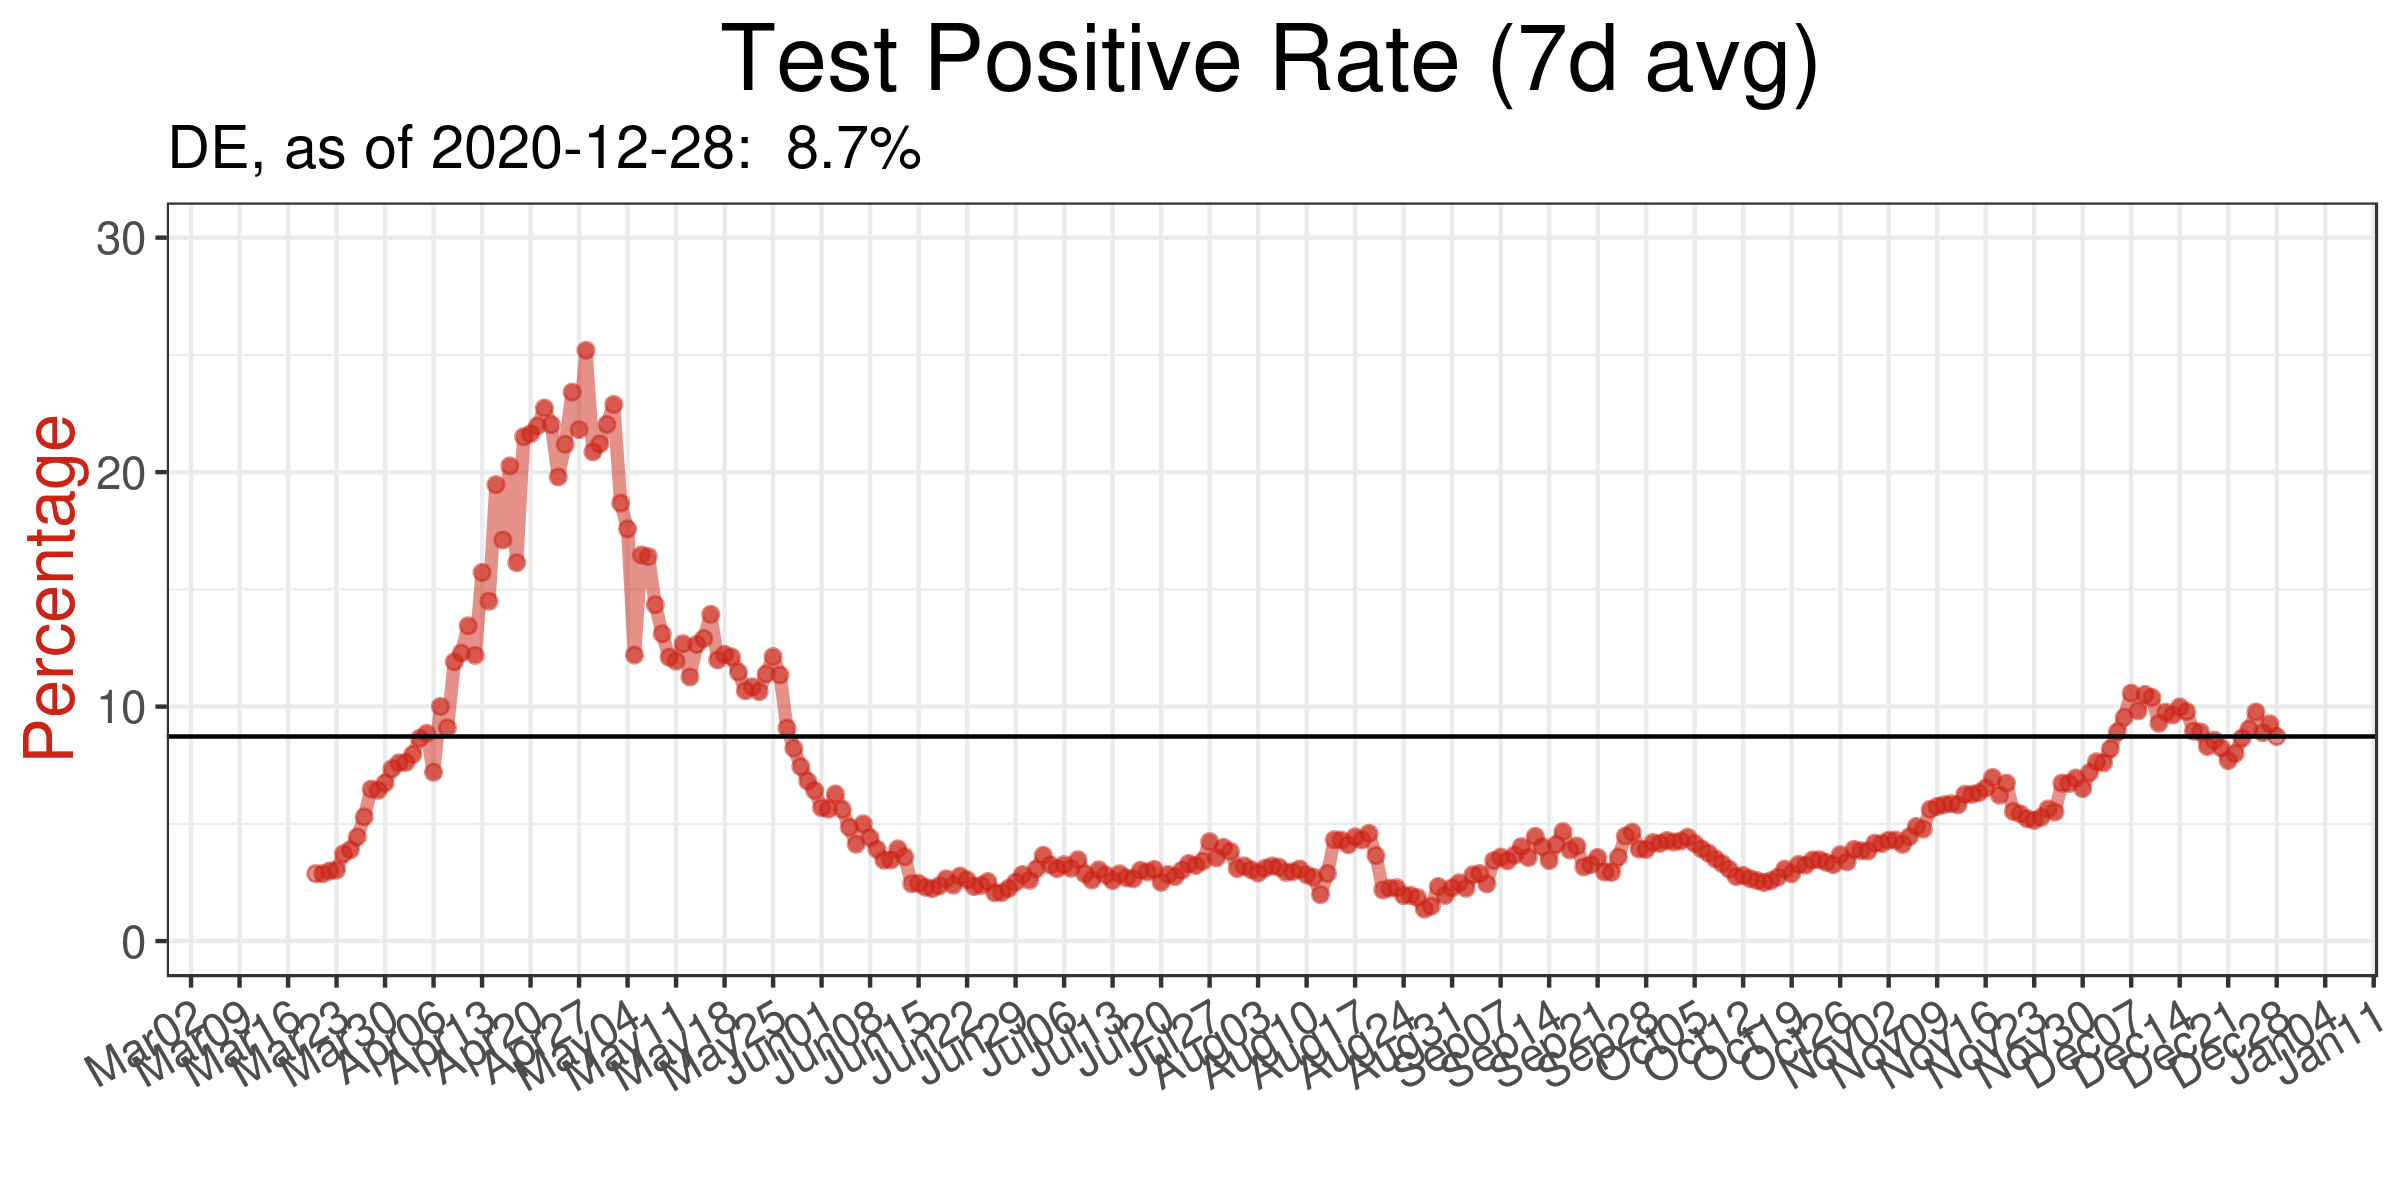 Test Positive Rate (7d avg)
DE, as of 2020-12-28:  8.7%
Percentage
30
20
10
0
Mar02
Mar09
Mar16
Mar23
Mar30
Apr06
Apr13
Apr20
Apr27
May04
May11
May18
May25
Jun01
Jun08
Jun15
Jun22
Jun29
Jul06
Jul13
Jul20
Jul27
Aug03
Aug10
Aug17
Aug24
Aug31
Sep07
Sep14
Sep21
Sep28
Oct05
Oct12
Oct19
Oct26
Nov02
Nov09
Nov16
Nov23
Nov30
Dec07
Dec14
Dec21
Dec28
Jan04
Jan11